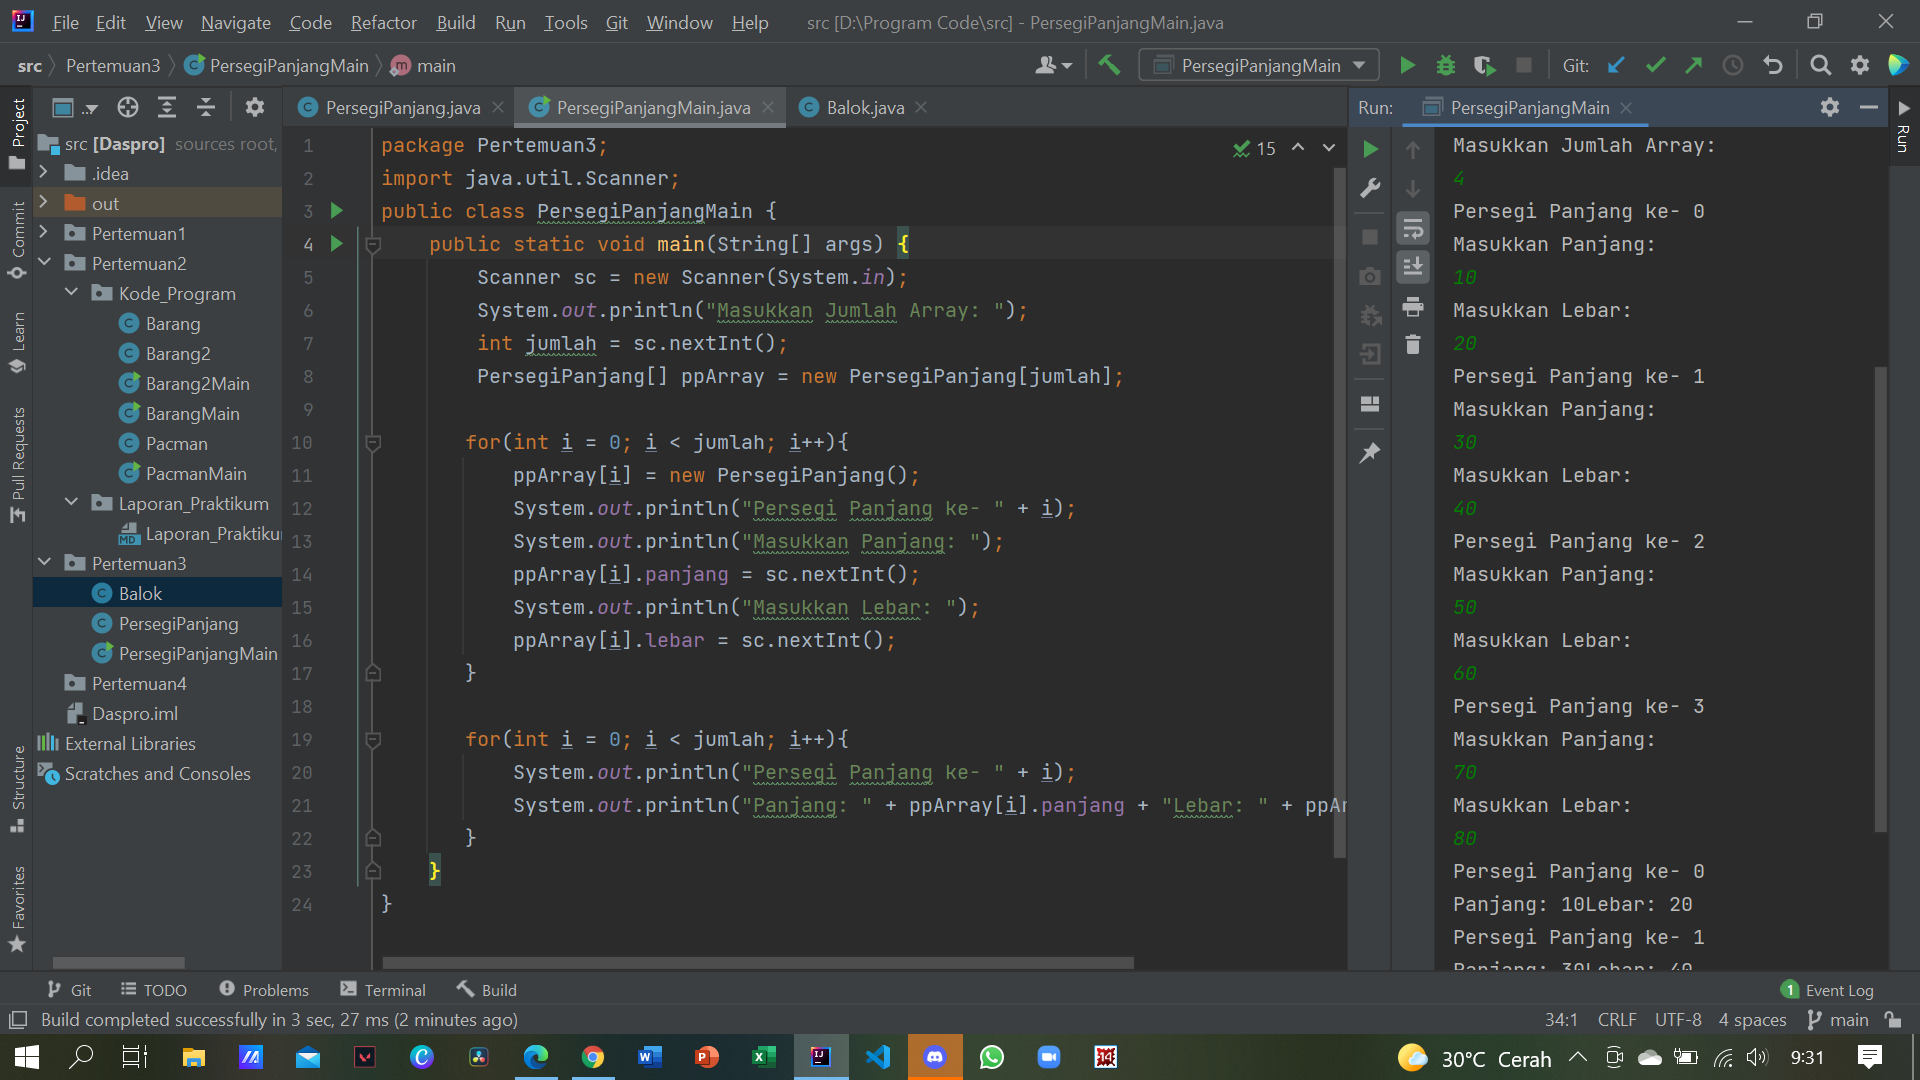 File Edit View Navigate Code Refactor Build Run Tools Git Window Help src [D:\Program Code\src] - PersegiPanjangMain.java
src Pertemuan3 PersegiPanjangMain main PersegiPanjangMain Git:
Project
Commit
Learn
Pull Requests
Structure
Favorites
src [Daspro] sources root,
.idea
out
Pertemuan1
Pertemuan2
Kode_Program
Barang
Barang2
Barang2Main
BarangMain
Pacman
PacmanMain
Laporan_Praktikum
Laporan_Praktiku
Pertemuan3
Balok
PersegiPanjang
PersegiPanjangMain
Pertemuan4
Daspro.iml
External Libraries
Scratches and Consoles
PersegiPanjang.java PersegiPanjangMain.java Balok.java
15
1 package Pertemuan3;
2 import java.util.Scanner;
3 public class PersegiPanjangMain {
4 public static void main(String[] args) {
5 Scanner sc = new Scanner(System.in);
6 System.out.println("Masukkan Jumlah Array: ");
7 int jumlah = sc.nextInt();
8 PersegiPanjang[] ppArray = new PersegiPanjang[jumlah];
9
10 for(int i = 0; i < jumlah; i++){
11 ppArray[i] = new PersegiPanjang();
12 System.out.println("Persegi Panjang ke- " + i);
13 System.out.println("Masukkan Panjang: ");
14 ppArray[i].panjang = sc.nextInt();
15 System.out.println("Masukkan Lebar: ");
16 ppArray[i].lebar = sc.nextInt();
17 }
18
19 for(int i = 0; i < jumlah; i++){
20 System.out.println("Persegi Panjang ke- " + i);
21 System.out.println("Panjang: " + ppArray[i].panjang + "Lebar: " + ppAr
22 }
23 }
24 }
Run: PersegiPanjangMain
Run
Masukkan Jumlah Array:
4
Persegi Panjang ke- 0
Masukkan Panjang:
10
Masukkan Lebar:
20
Persegi Panjang ke- 1
Masukkan Panjang:
30
Masukkan Lebar:
40
Persegi Panjang ke- 2
Masukkan Panjang:
50
Masukkan Lebar:
60
Persegi Panjang ke- 3
Masukkan Panjang:
70
Masukkan Lebar:
80
Persegi Panjang ke- 0
Panjang: 10Lebar: 20
Persegi Panjang ke- 1
Panjang: 30Lebar: 40
Git TODO Problems Terminal Build 1 Event Log
Build completed successfully in 3 sec, 27 ms (2 minutes ago) 34:1 CRLF UTF-8 4 spaces main
30°C Cerah 9:31